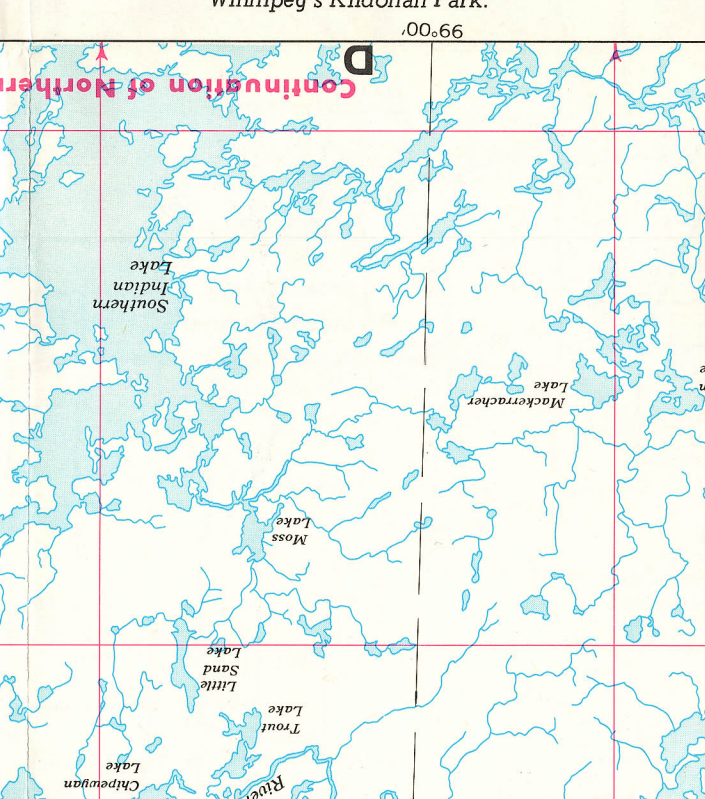 Winnipeg's Kildonan Park.
99°00'
D
Continuation of Northern
Southern
Indian
Lake
Mackerracher
Lake
Moss
Lake
Little
Sand
Lake
Trout
Lake
Chipewyan
Lake
River